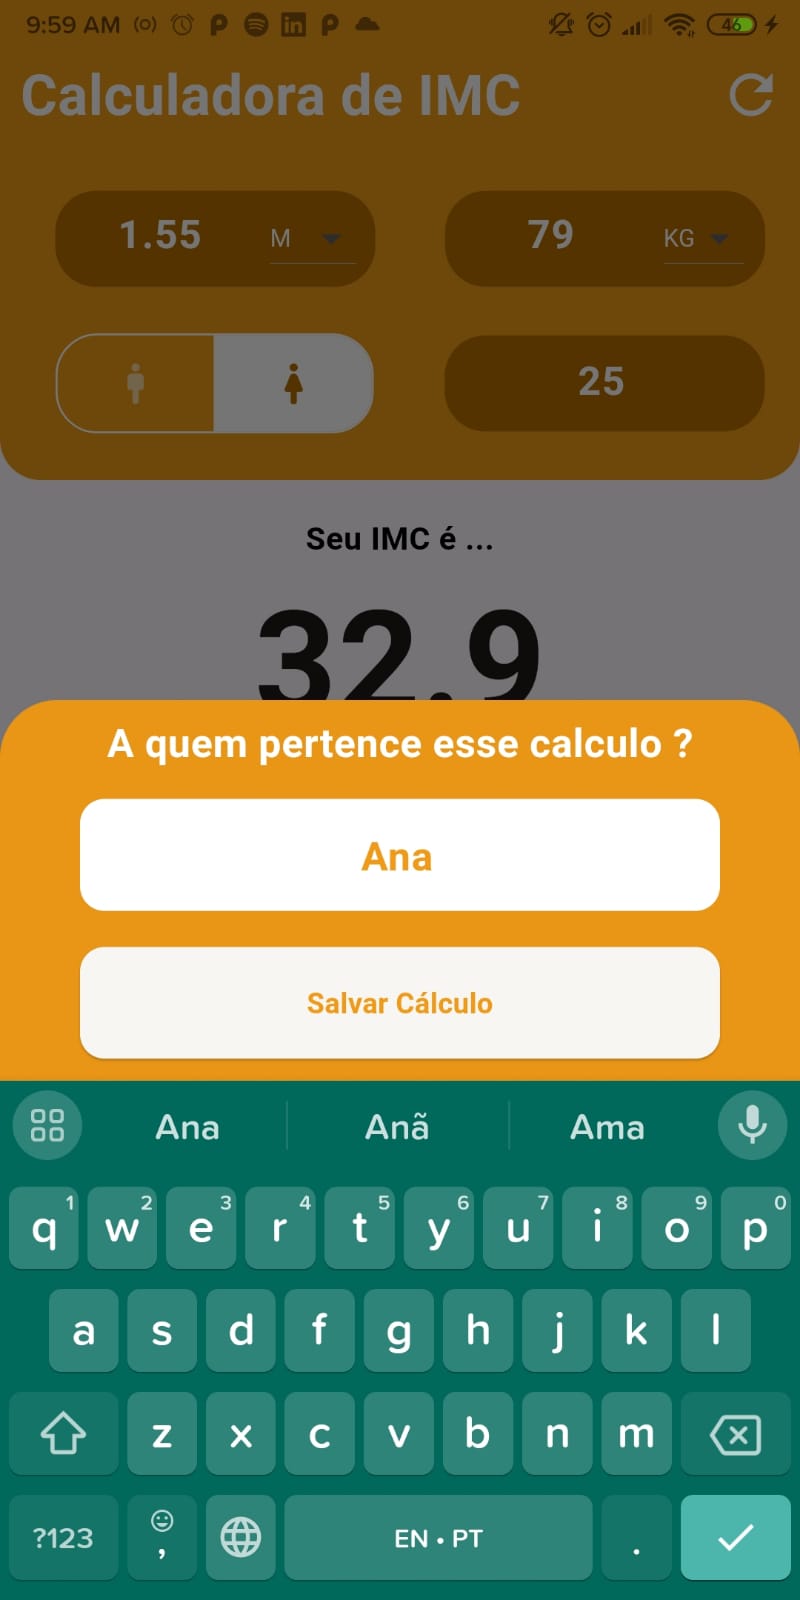 9:59 AM 46
Calculadora de IMC
1.55 M 79 KG
25
Seu IMC é ...
32.9
A quem pertence esse calculo ?
Ana
Salvar Cálculo
Ana Anã Ama
1 2 3 4 5 6 7 8 9 0
q w e r t y u i o p
a s d f g h j k l
z x c v b n m
?123 , EN • PT .